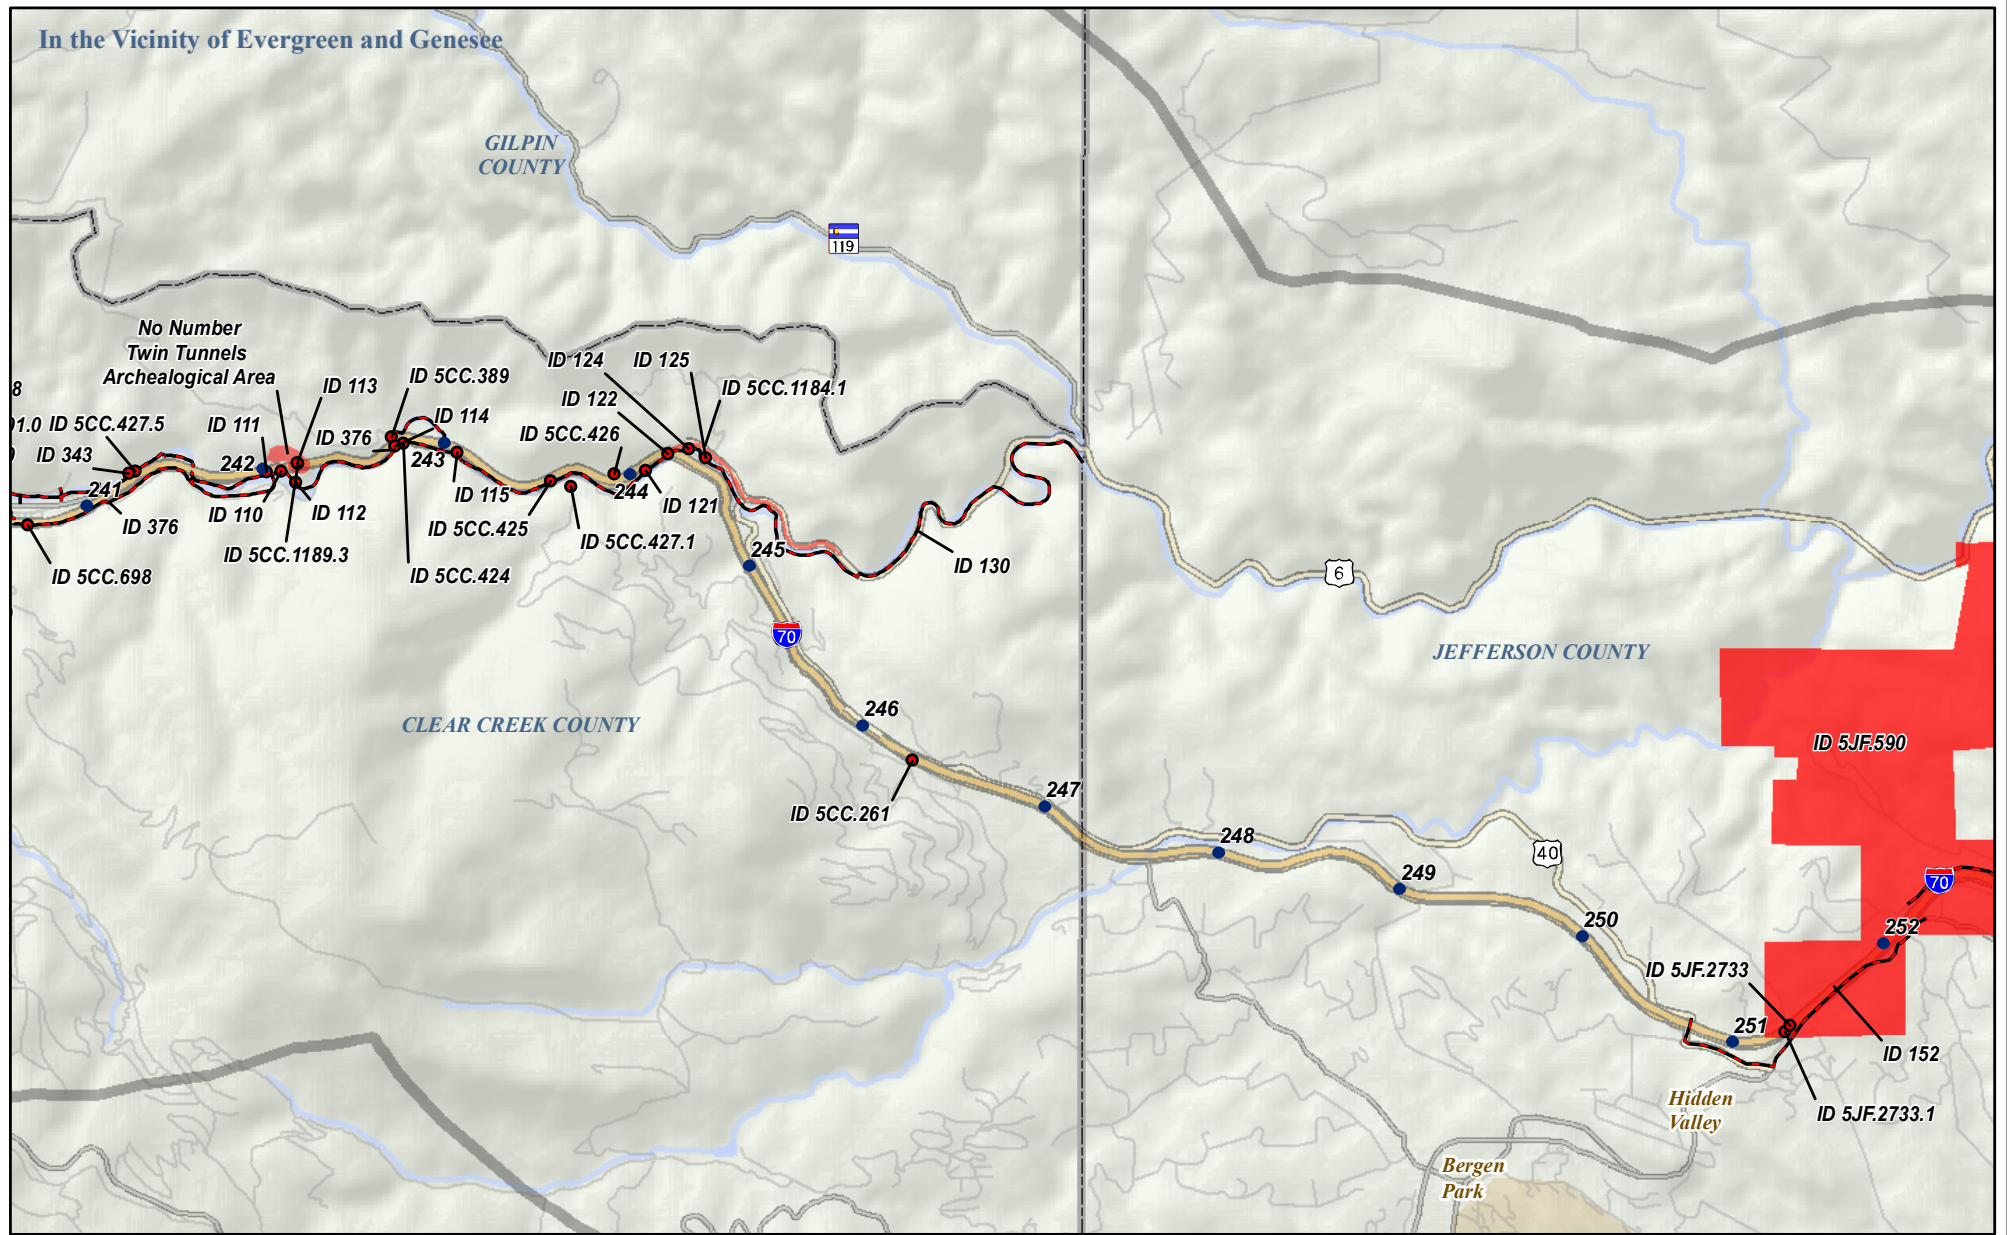 In the Vicinity of Evergreen and Genesee
GILPIN
COUNTY
119
No Number
Twin Tunnels
Archealogical Area
ID 124
ID 125
ID 113
ID 5CC.389
ID 5CC.1184.1
8
ID 122
01.0
ID 5CC.427.5
ID 111
ID 376
ID 114
ID 5CC.426
ID 343
242
243
241
ID 115
244
ID 121
ID 376
ID 110
ID 112
ID 5CC.425
ID 5CC.427.1
ID 5CC.1189.3
245
ID 130
ID 5CC.698
ID 5CC.424
6
70
JEFFERSON COUNTY
CLEAR CREEK COUNTY
246
ID 5JF.590
247
ID 5CC.261
248
40
249
70
250
252
ID 5JF.2733
251
ID 152
Hidden
Valley
ID 5JF.2733.1
Bergen
Park